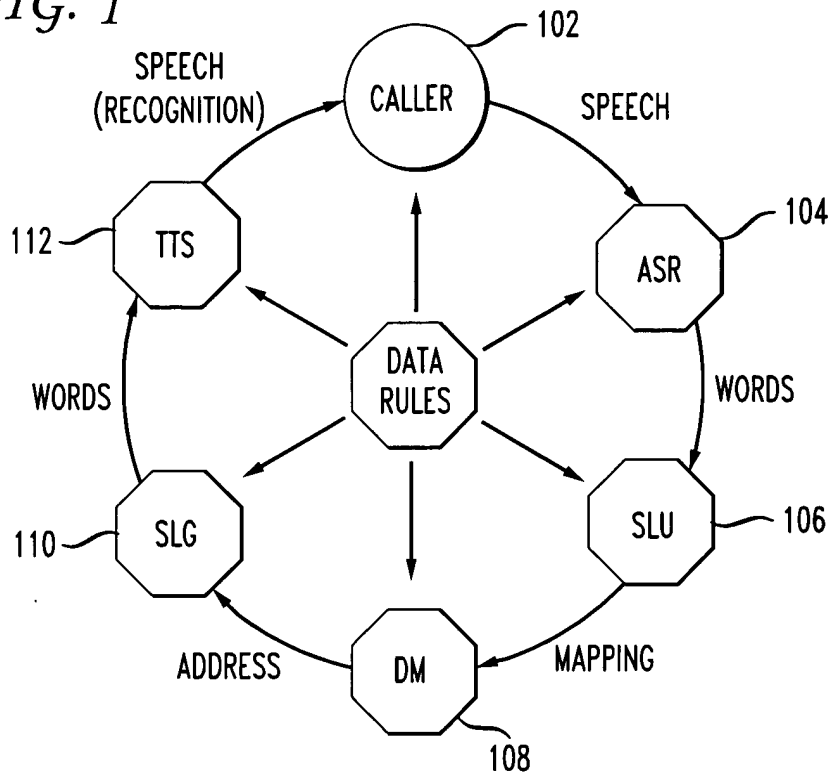 FIG. 1
102
SPEECH
(RECOGNITION)
CALLER
SPEECH
104
112
TTS
ASR
DATA
RULES
WORDS
WORDS
110
SLG
SLU
106
ADDRESS
DM
MAPPING
108